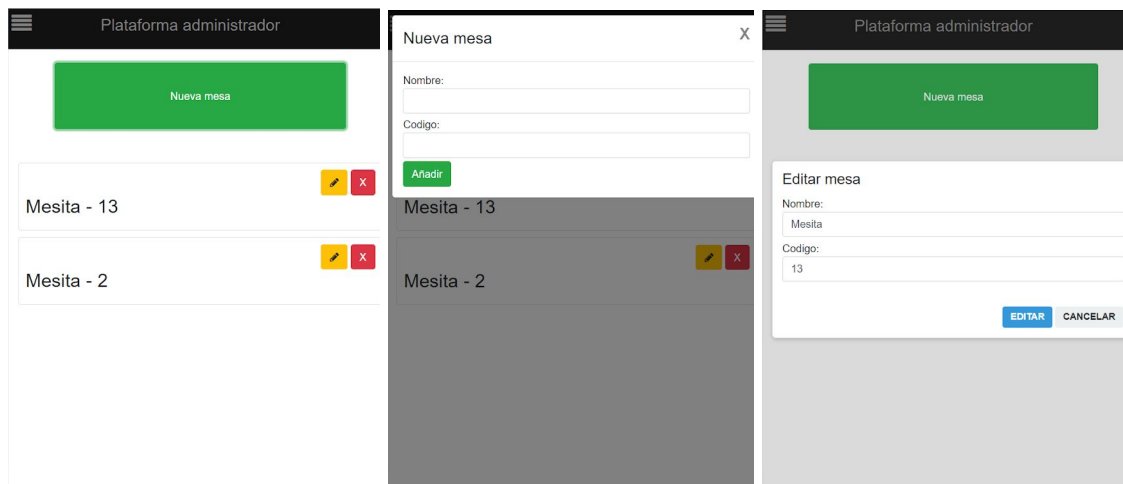 Plataforma administrador
Nueva mesa
X
Mesita - 13
X
Mesita - 2
Nueva mesa
X
Nombre:
Codigo:
Añadir
Mesita - 13
X
Mesita - 2
Plataforma administrador
Nueva mesa
Editar mesa
Nombre:
Mesita
Codigo:
13
EDITAR CANCELAR